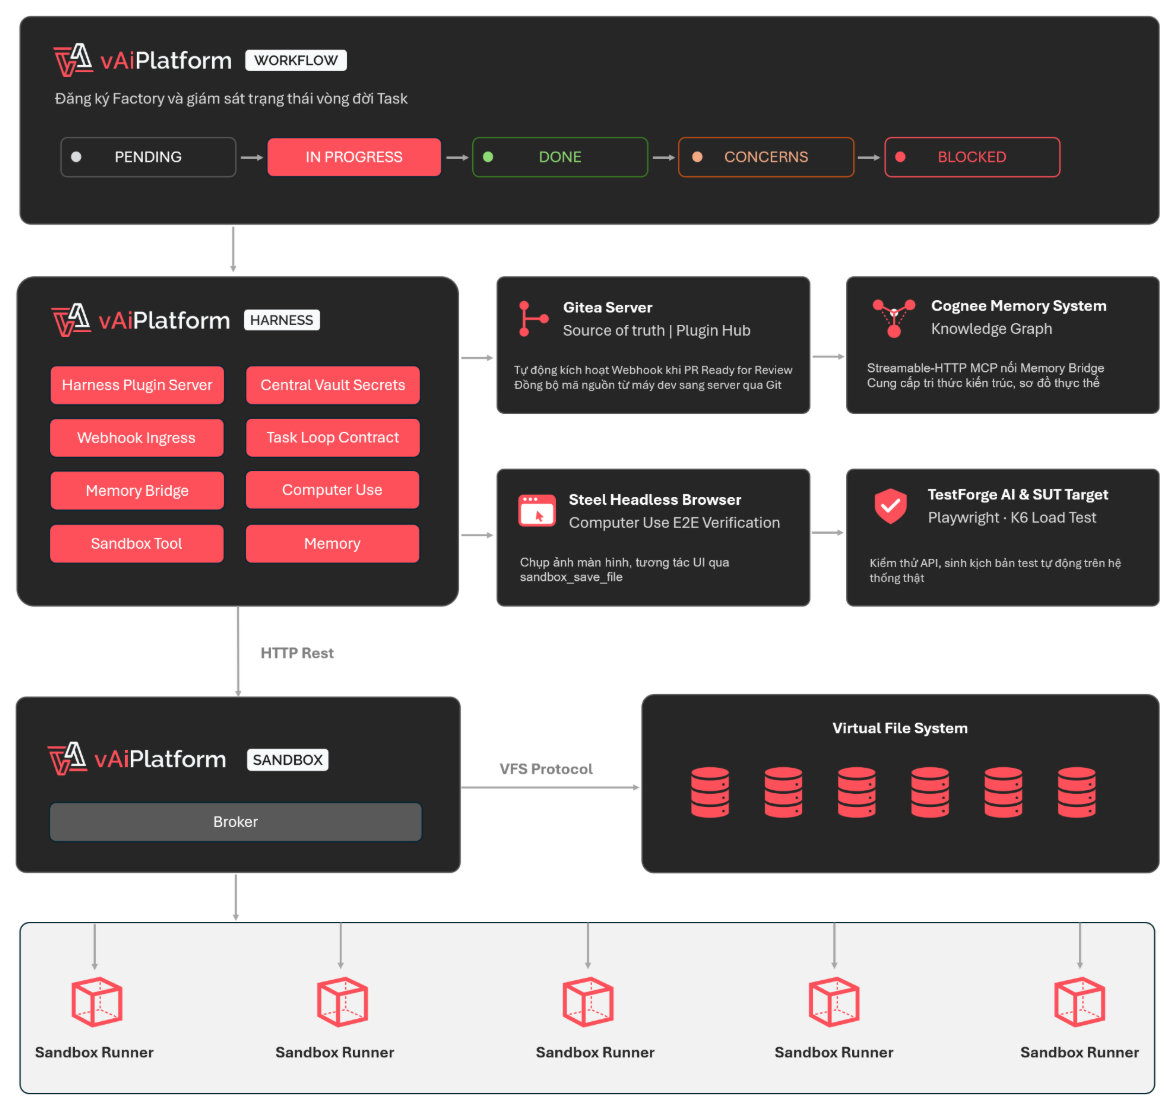 vAiPlatform WORKFLOW
Đăng ký Factory và giám sát trạng thái vòng đời Task
PENDING
IN PROGRESS
DONE
CONCERNS
BLOCKED
vAiPlatform HARNESS
Harness Plugin Server
Central Vault Secrets
Webhook Ingress
Task Loop Contract
Memory Bridge
Computer Use
Sandbox Tool
Memory
Gitea Server
Source of truth | Plugin Hub
Tự động kích hoạt Webhook khi PR Ready for Review
Đồng bộ mã nguồn từ máy dev sang server qua Git
Cognee Memory System
Knowledge Graph
Streamable-HTTP MCP nối Memory Bridge
Cung cấp tri thức kiến trúc, sơ đồ thực thể
Steel Headless Browser
Computer Use E2E Verification
Chụp ảnh màn hình, tương tác UI qua
sandbox_save_file
TestForge AI & SUT Target
Playwright · K6 Load Test
Kiểm thử API, sinh kịch bản test tự động trên hệ
thống thật
HTTP Rest
vAiPlatform SANDBOX
Broker
VFS Protocol
Virtual File System
Sandbox Runner
Sandbox Runner
Sandbox Runner
Sandbox Runner
Sandbox Runner